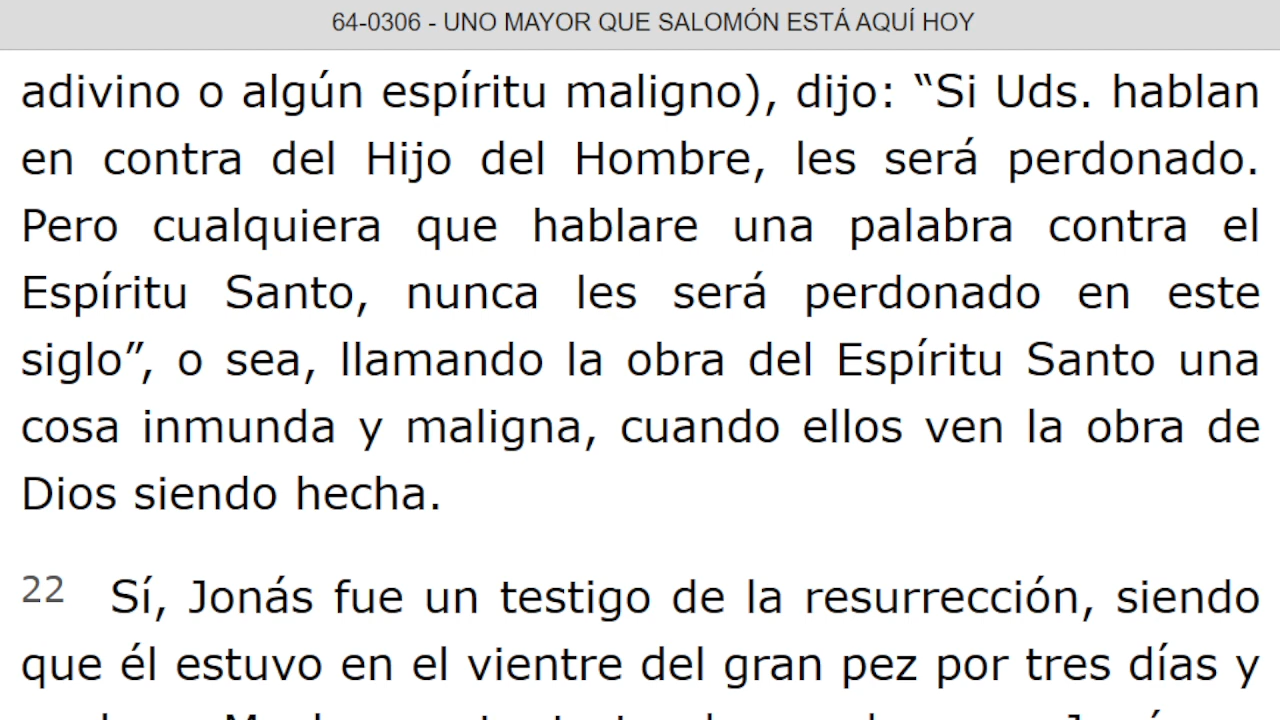 64-0306 - UNO MAYOR QUE SALOMÓN ESTÁ AQUÍ HOY
adivino o algún espíritu maligno), dijo: “Si Uds. hablan
en contra del Hijo del Hombre, les será perdonado.
Pero cualquiera que hablare una palabra contra el
Espíritu Santo, nunca les será perdonado en este
siglo”, o sea, llamando la obra del Espíritu Santo una
cosa inmunda y maligna, cuando ellos ven la obra de
Dios siendo hecha.
22 Sí, Jonás fue un testigo de la resurrección, siendo
que él estuvo en el vientre del gran pez por tres días y